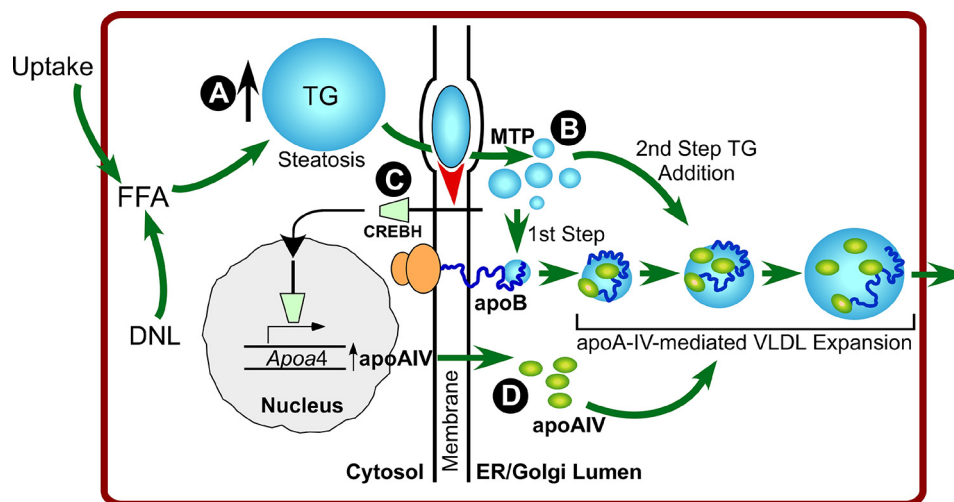 Uptake
A
TG
Steatosis
MTP
B
2nd Step TG
Addition
FFA
C
CREBH
1st Step
apoB
DNL
Apoa4
apoAIV
Nucleus
apoA-IV-mediated VLDL Expansion
D
apoAIV
Cytosol
Membrane
ER/Golgi Lumen